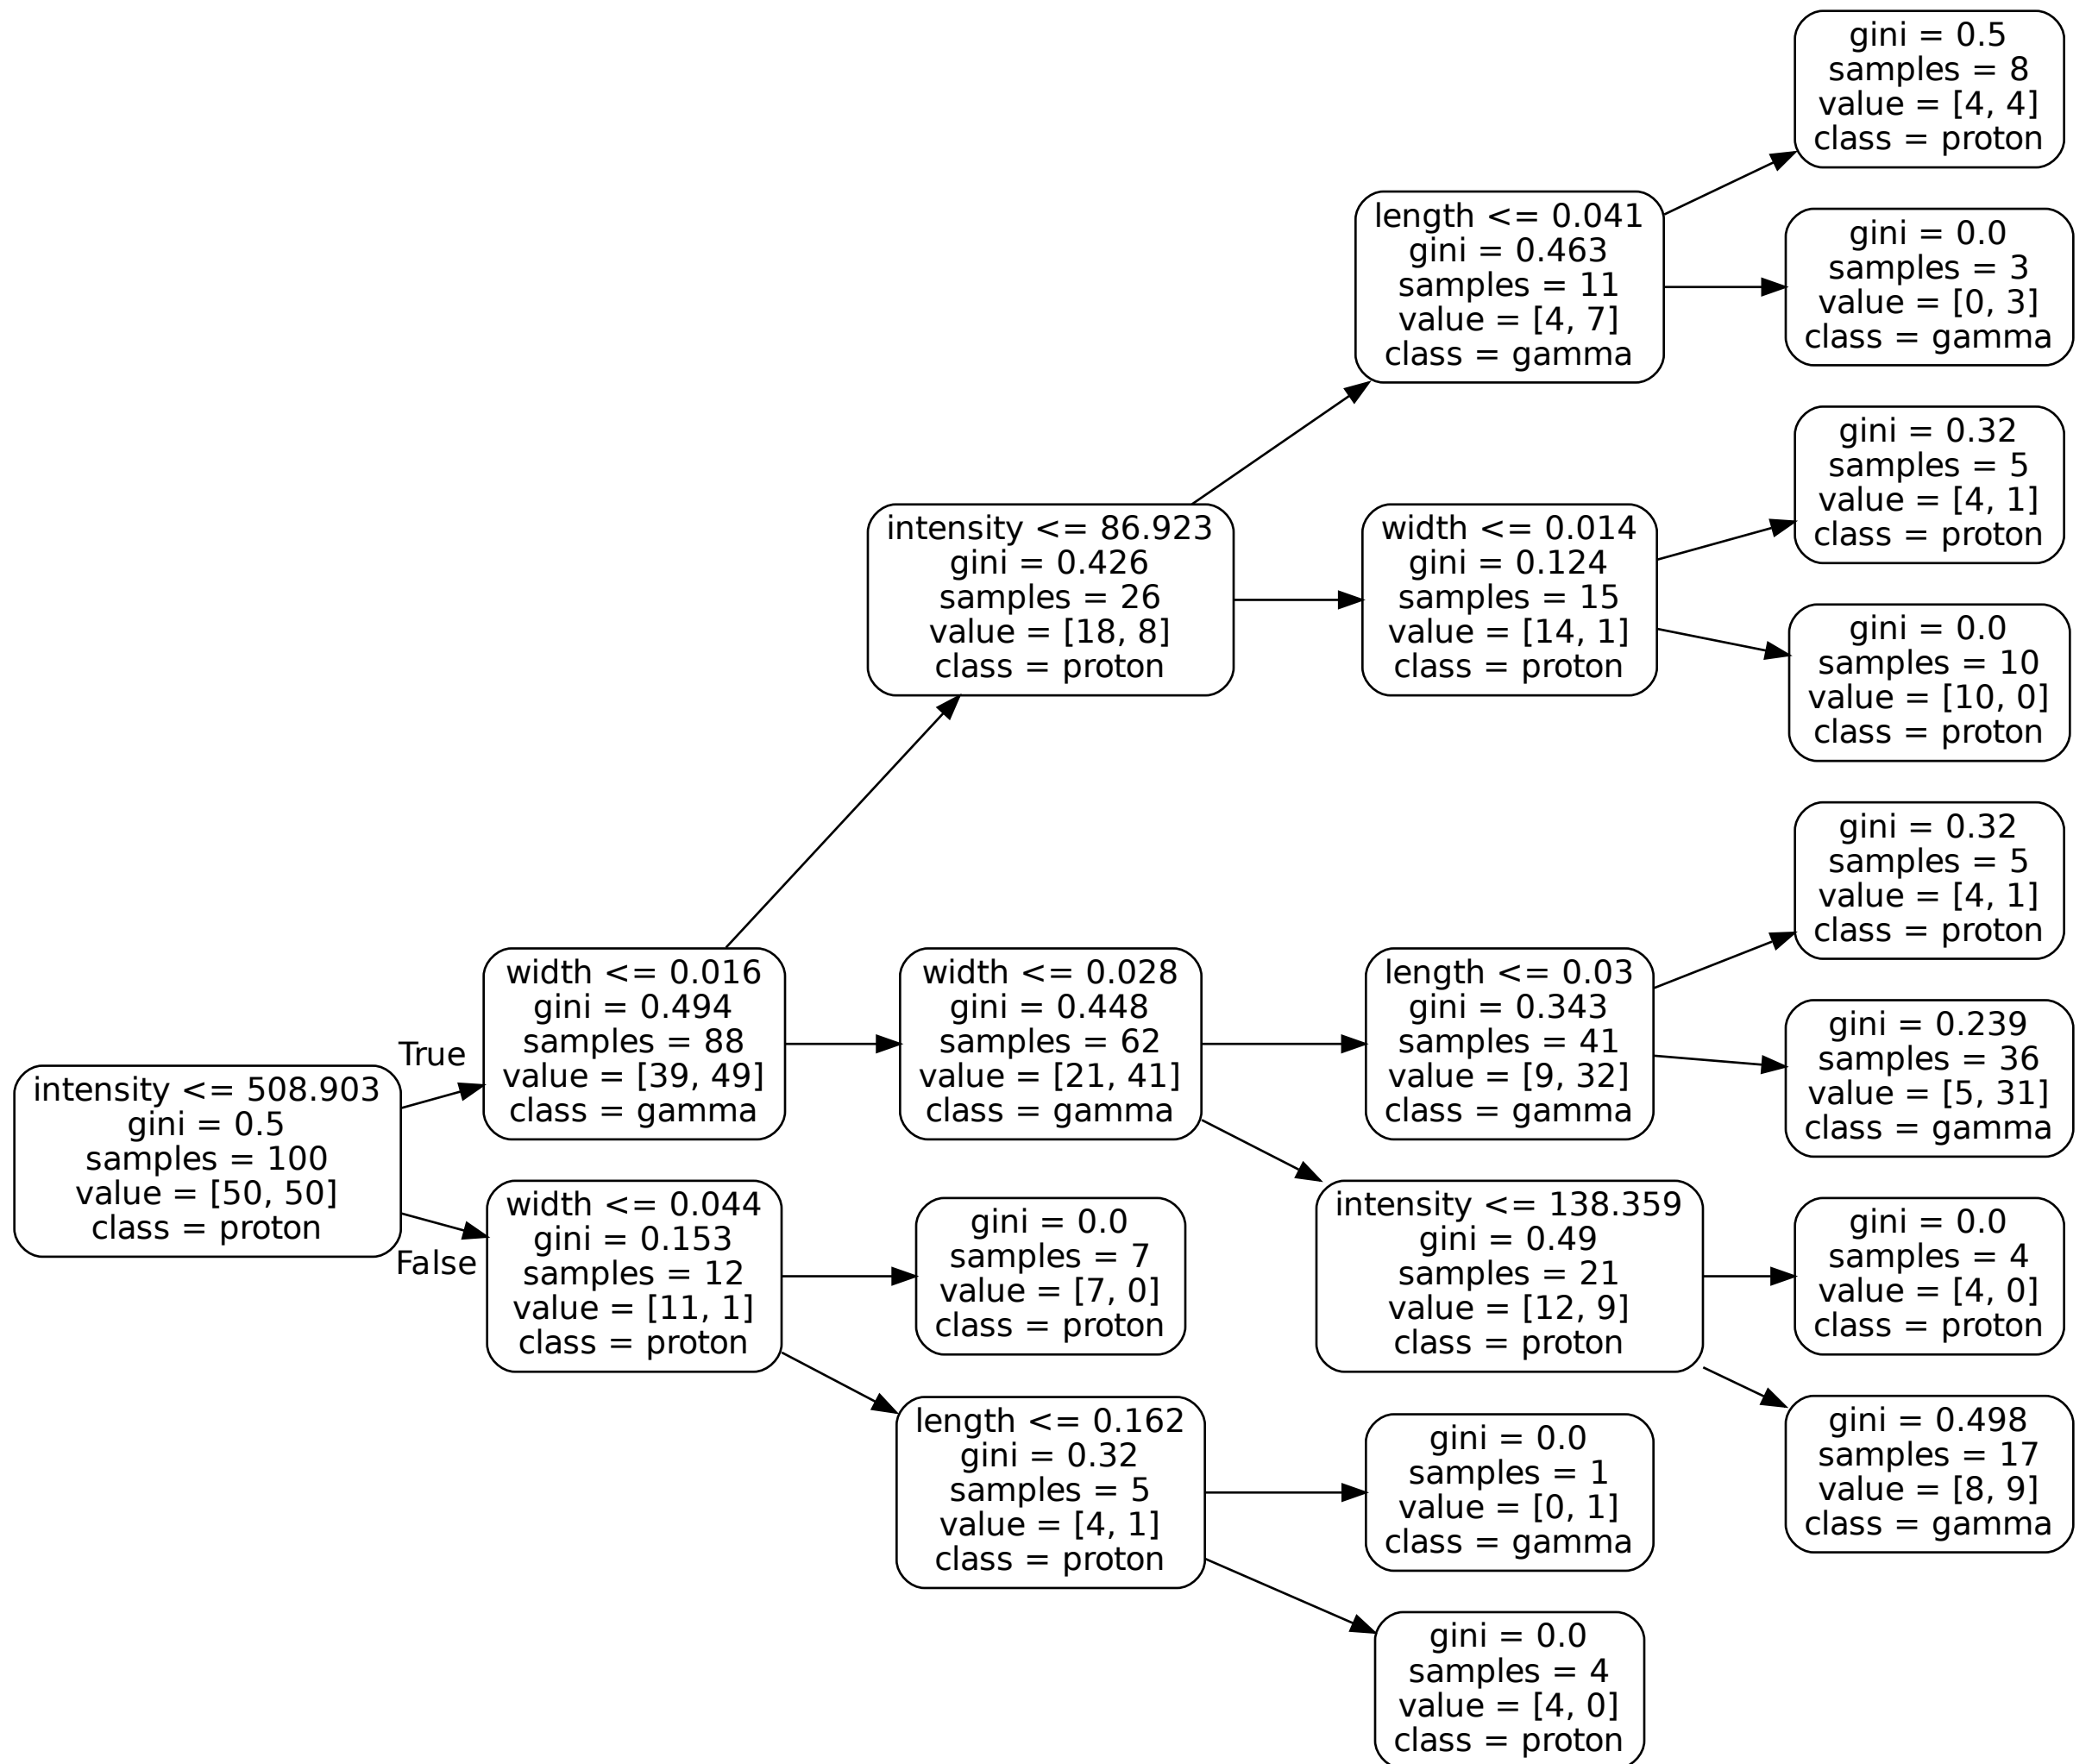 gini = 0.5
samples = 8
value = [4, 4]
class = proton
length <= 0.041
gini = 0.463
samples = 11
value = [4, 7]
class = gamma
gini = 0.0
samples = 3
value = [0, 3]
class = gamma
gini = 0.32
samples = 5
value = [4, 1]
class = proton
intensity <= 86.923
gini = 0.426
samples = 26
value = [18, 8]
class = proton
width <= 0.014
gini = 0.124
samples = 15
value = [14, 1]
class = proton
gini = 0.0
samples = 10
value = [10, 0]
class = proton
gini = 0.32
samples = 5
value = [4, 1]
class = proton
width <= 0.016
gini = 0.494
samples = 88
value = [39, 49]
class = gamma
width <= 0.028
gini = 0.448
samples = 62
value = [21, 41]
class = gamma
length <= 0.03
gini = 0.343
samples = 41
value = [9, 32]
class = gamma
gini = 0.239
samples = 36
value = [5, 31]
class = gamma
True
intensity <= 508.903
gini = 0.5
samples = 100
value = [50, 50]
class = proton
False
width <= 0.044
gini = 0.153
samples = 12
value = [11, 1]
class = proton
gini = 0.0
samples = 7
value = [7, 0]
class = proton
intensity <= 138.359
gini = 0.49
samples = 21
value = [12, 9]
class = proton
gini = 0.0
samples = 4
value = [4, 0]
class = proton
length <= 0.162
gini = 0.32
samples = 5
value = [4, 1]
class = proton
gini = 0.0
samples = 1
value = [0, 1]
class = gamma
gini = 0.498
samples = 17
value = [8, 9]
class = gamma
gini = 0.0
samples = 4
value = [4, 0]
class = proton